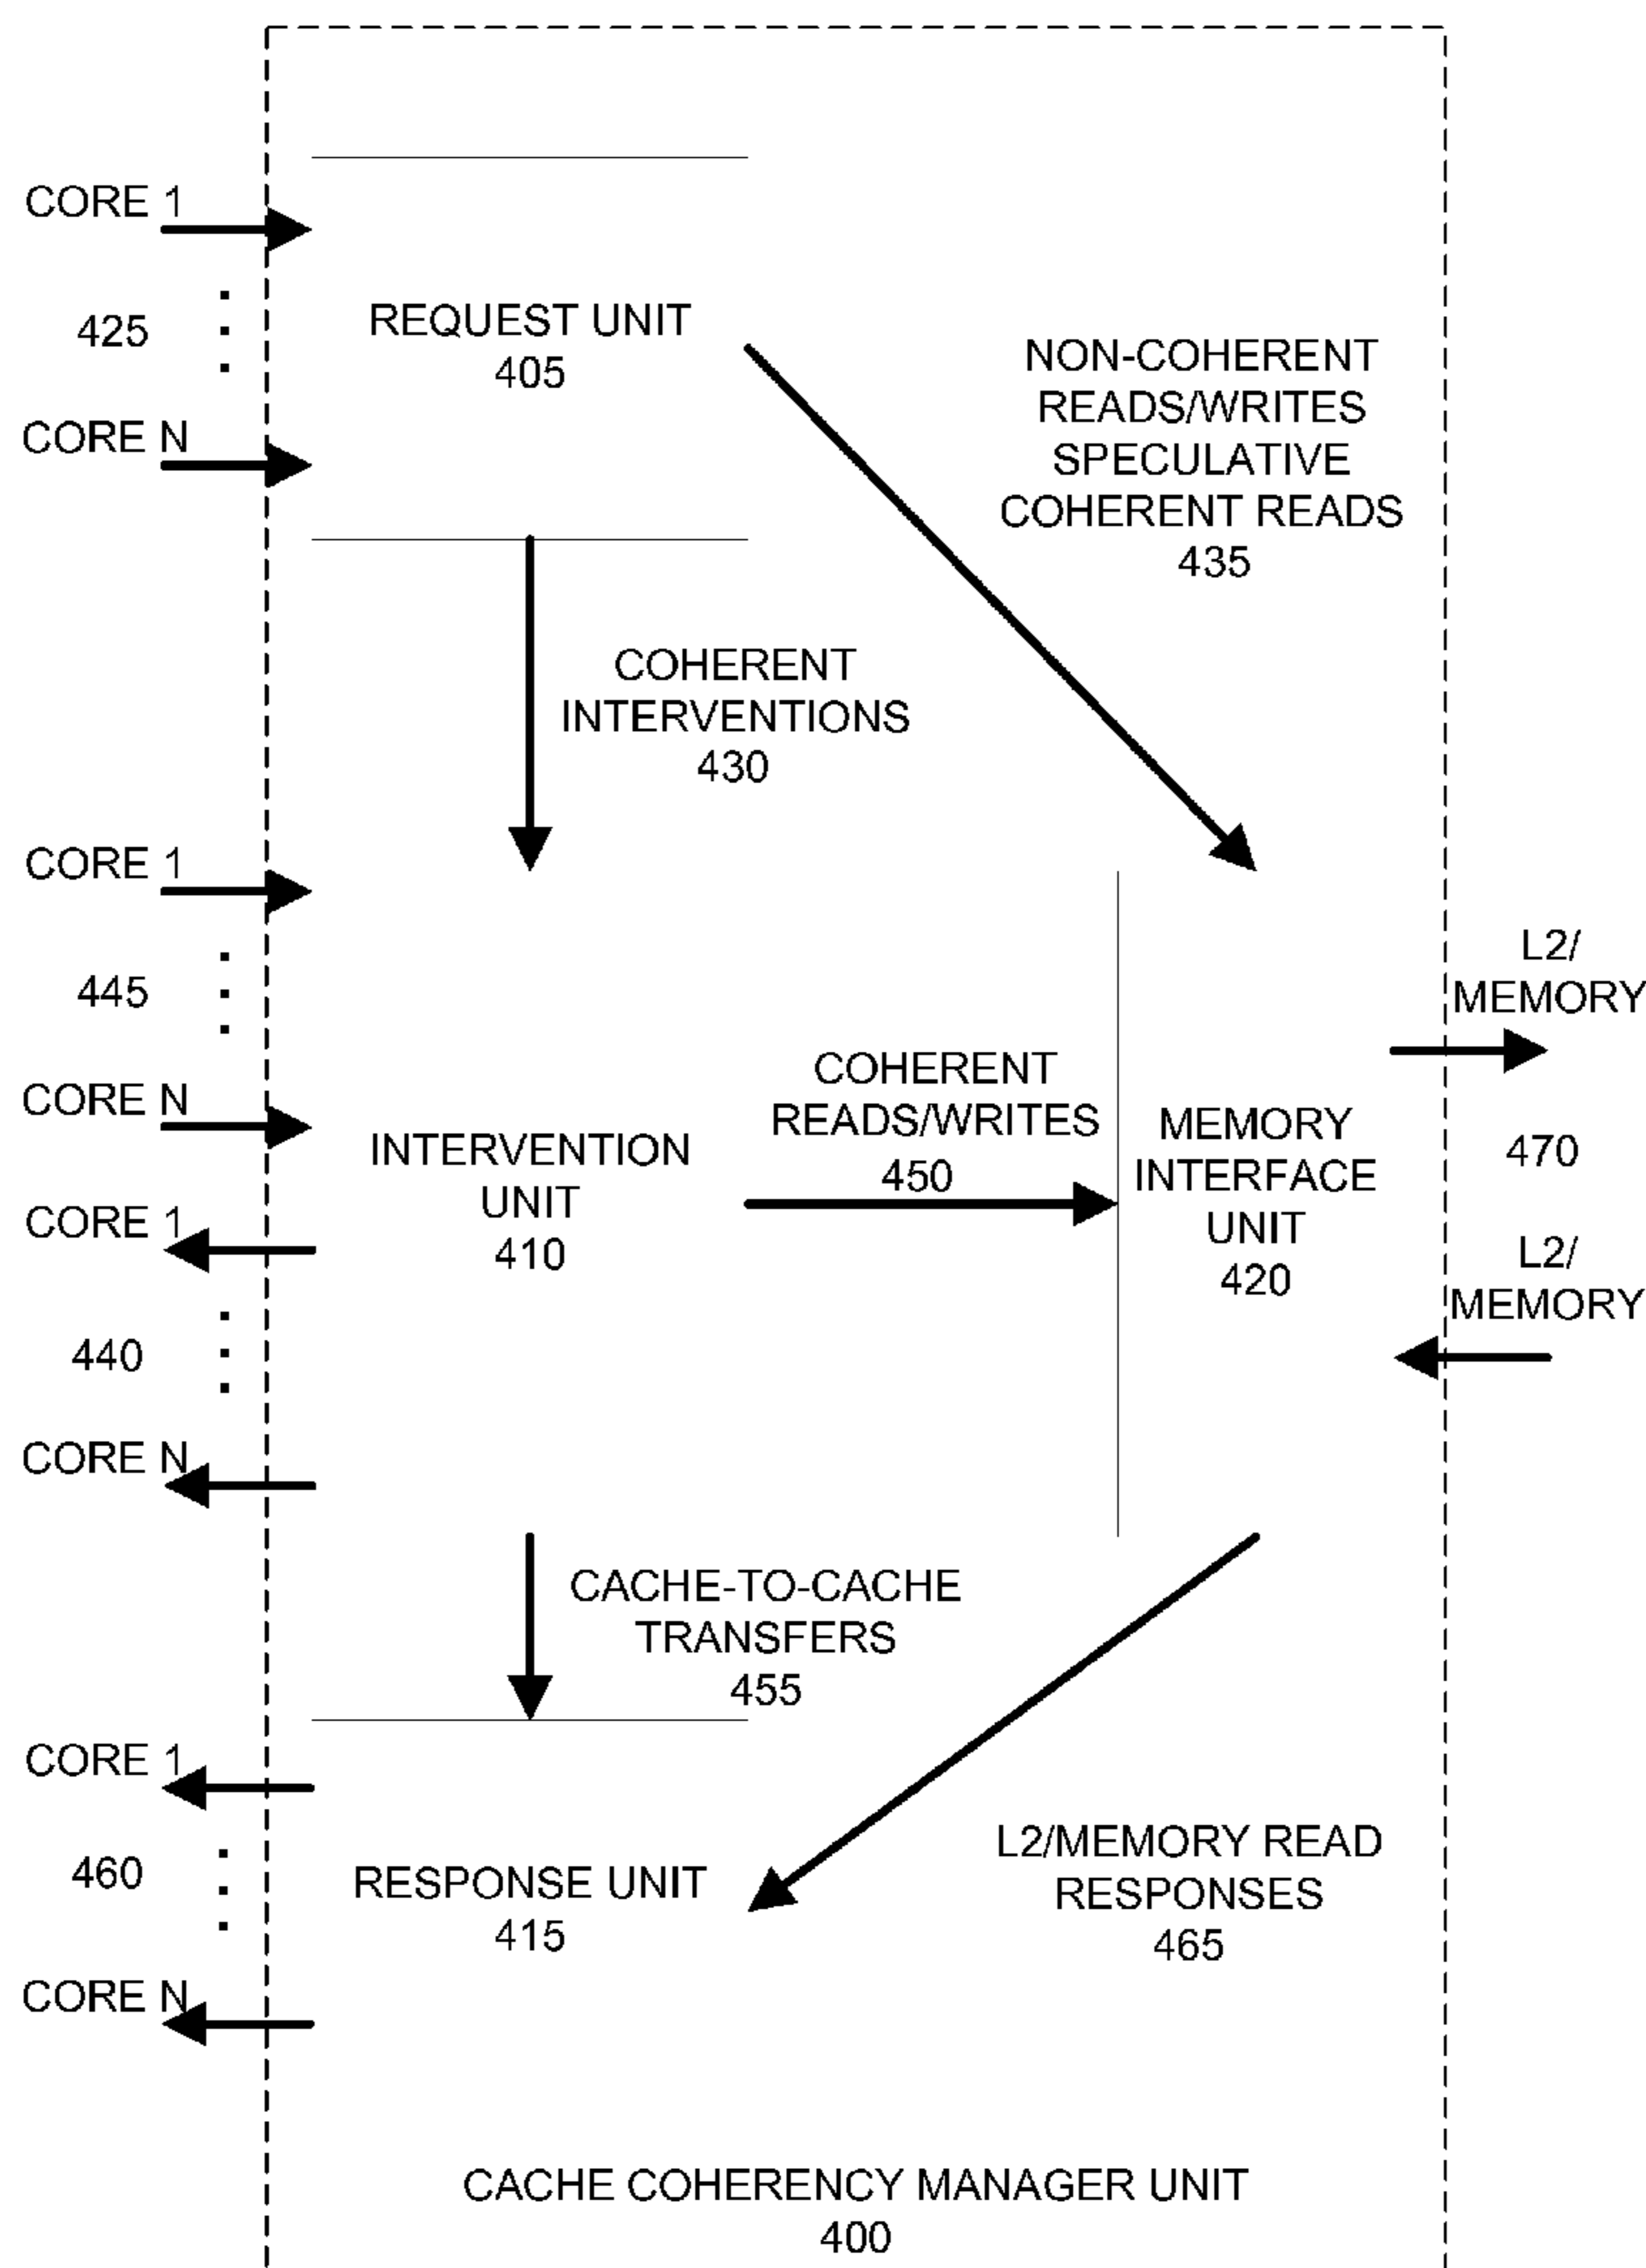 CORE 1
425
CORE N
REQUEST UNIT
405
NON-COHERENT
READS/WRITES
SPECULATIVE
COHERENT READS
435
COHERENT
INTERVENTIONS
430
CORE 1
445
CORE N
CORE 1
440
CORE N
INTERVENTION
UNIT
410
COHERENT
READS/WRITES
450
MEMORY
INTERFACE
UNIT
420
L2/
MEMORY
470
L2/
MEMORY
CACHE-TO-CACHE
TRANSFERS
455
CORE 1
460
CORE N
RESPONSE UNIT
415
L2/MEMORY READ
RESPONSES
465
CACHE COHERENCY MANAGER UNIT
400